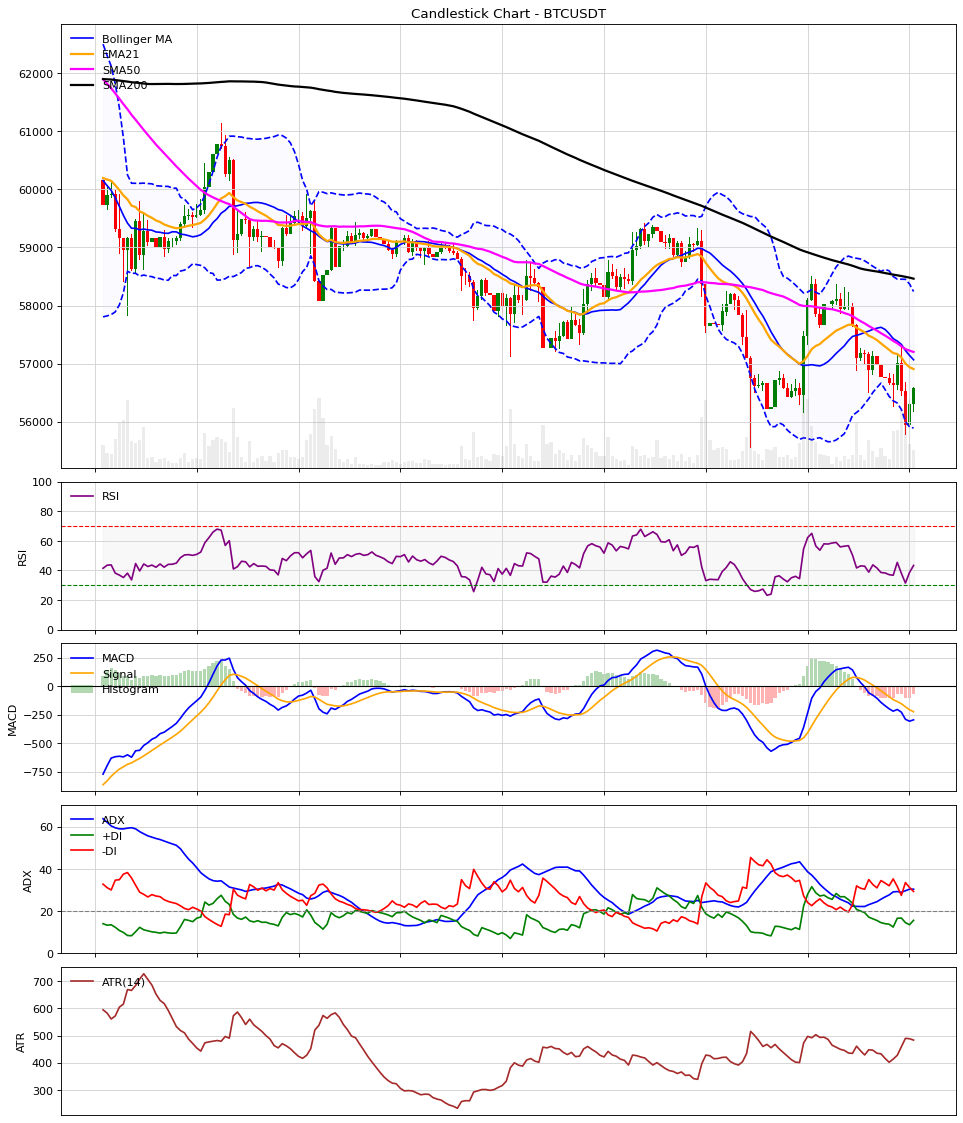 Candlestick Chart - BTCUSDT
Bollinger MA
EMA21
SMA50
SMA200
62000
61000
60000
59000
58000
57000
56000
RSI
100
80
60
40
20
0
RSI
MACD
Signal
Histogram
250
0
−250
−500
−750
MACD
ADX
+DI
-DI
60
40
20
0
ADX
ATR(14)
700
600
500
400
300
ATR